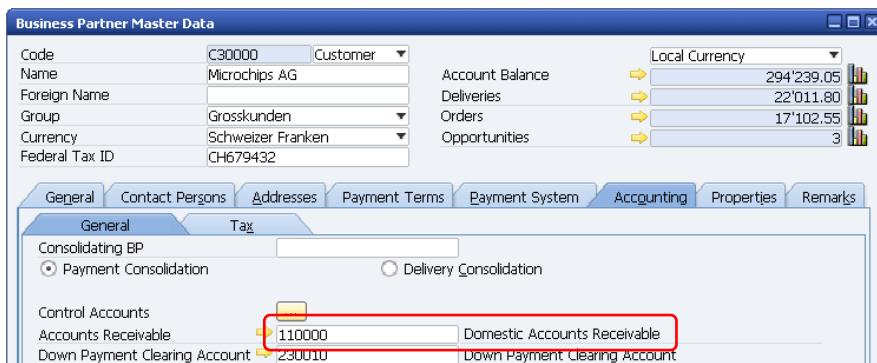 Business Partner Master Data
Code C30000 Customer Local Currency
Name Microchips AG Account Balance 294'239.05
Foreign Name Deliveries 22'011.80
Group Grosskunden Orders 17'102.55
Currency Schweizer Franken Opportunities 3
Federal Tax ID CH679432
General Contact Persons Addresses Payment Terms Payment System Accounting Properties Remarks
General Tax
Consolidating BP
Payment Consolidation Delivery Consolidation
Control Accounts ...
Accounts Receivable 110000 Domestic Accounts Receivable
Down Payment Clearing Account 230010 Down Payment Clearing Account